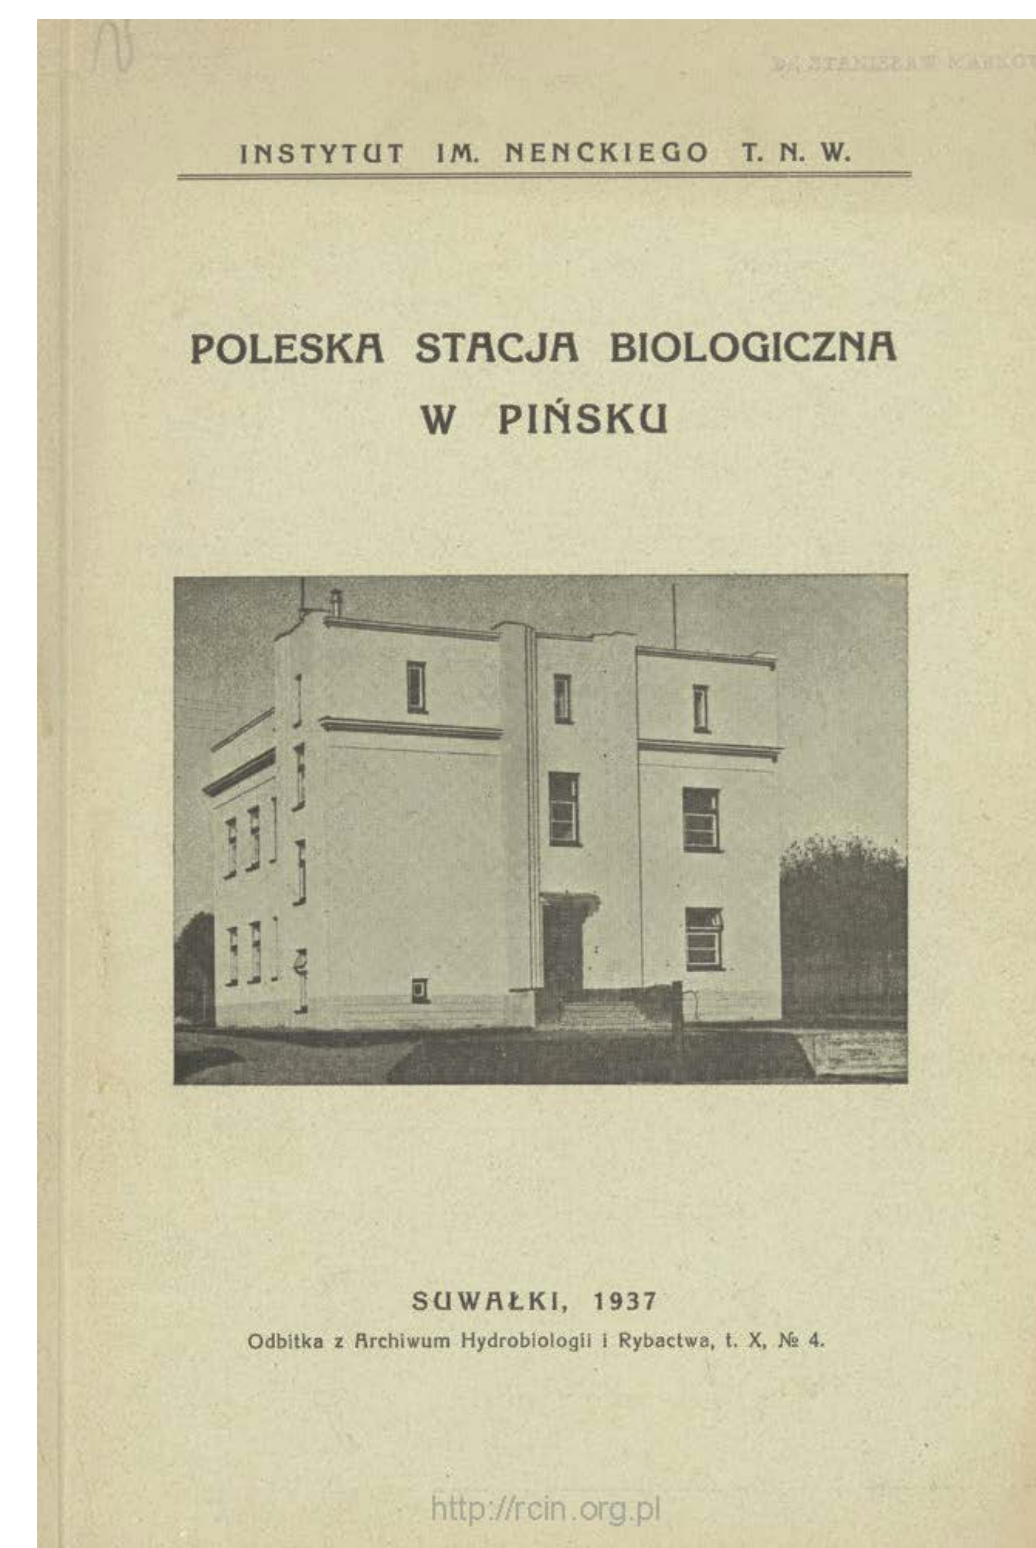 INSTYTUT IM. NENCKIEGO T. N. W.
POLESKA STACJA BIOLOGICZNA
W PIŃSKU
SUWAŁKI, 1937
Odbitka z Archiwum Hydrobiologii i Rybactwa, t. X, № 4.
http://rcin.org.pl